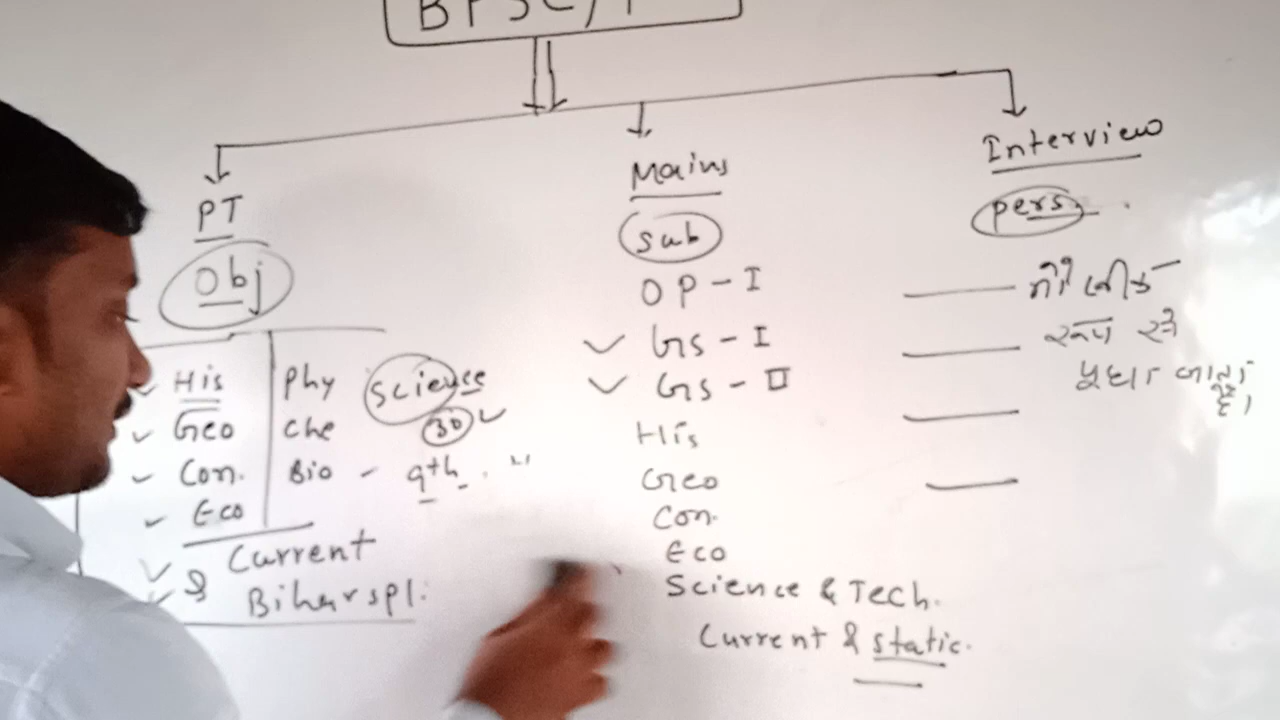 BPSC/
PT
Obj
His
Geo
Con.
Eco
Phy
Che
Bio - 9th. "
Science
30
Current
& Bihar spl.
Mains
Sub
OP-I
GS-I
GS-II
His
Geo
Con.
Eco
Science & Tech.
Current & static.
Interview
pers.
रूप से